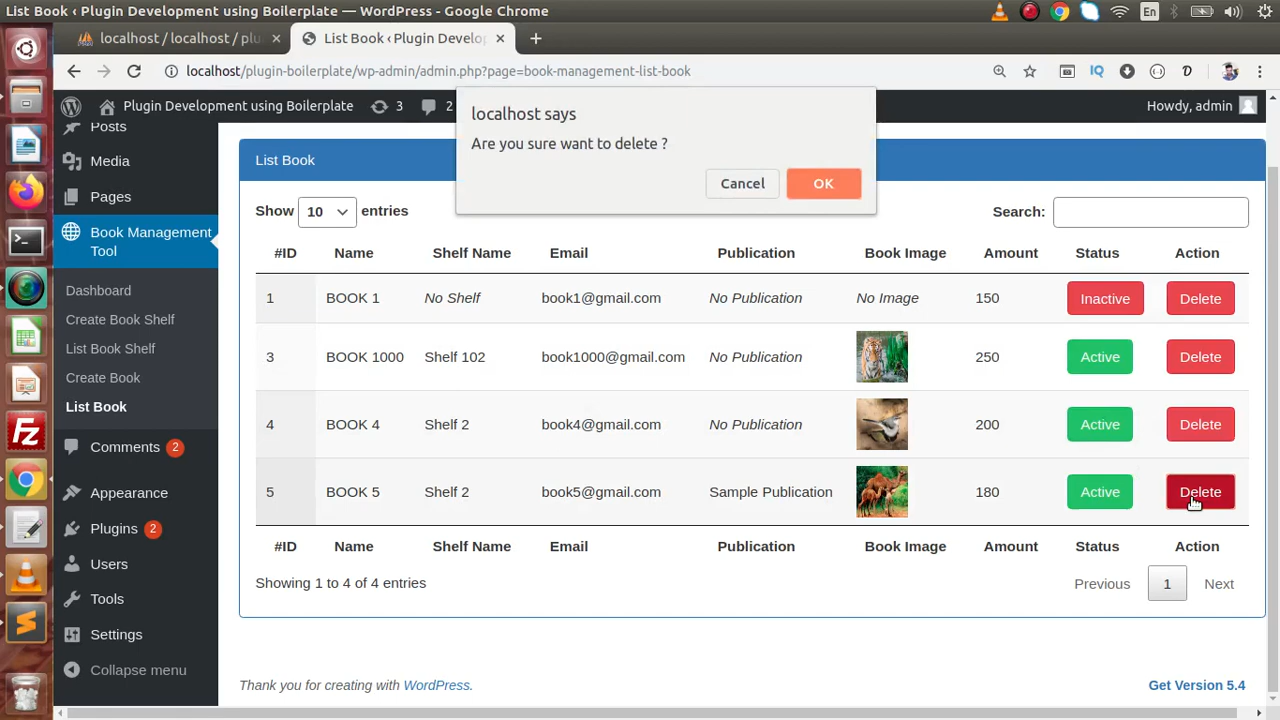 List Book ‹ Plugin Development using Boilerplate — WordPress - Google Chrome
En
localhost / localhost / plu
List Book ‹ Plugin Develop
localhost/plugin-boilerplate/wp-admin/admin.php?page=book-management-list-book
IQ
Plugin Development using Boilerplate 3 2
Howdy, admin
localhost says
Are you sure want to delete ?
Cancel OK
Posts
Media
Pages
Book Management
Tool
Dashboard
Create Book Shelf
List Book Shelf
Create Book
List Book
Comments 2
Appearance
Plugins 2
Users
Tools
Settings
Collapse menu
List Book
Show 10 entries
Search:
#ID Name Shelf Name Email Publication Book Image Amount Status Action
1 BOOK 1 No Shelf book1@gmail.com No Publication No Image 150 Inactive Delete
3 BOOK 1000 Shelf 102 book1000@gmail.com No Publication 250 Active Delete
4 BOOK 4 Shelf 2 book4@gmail.com No Publication 200 Active Delete
5 BOOK 5 Shelf 2 book5@gmail.com Sample Publication 180 Active Delete
#ID Name Shelf Name Email Publication Book Image Amount Status Action
Showing 1 to 4 of 4 entries
Previous 1 Next
Thank you for creating with WordPress.
Get Version 5.4